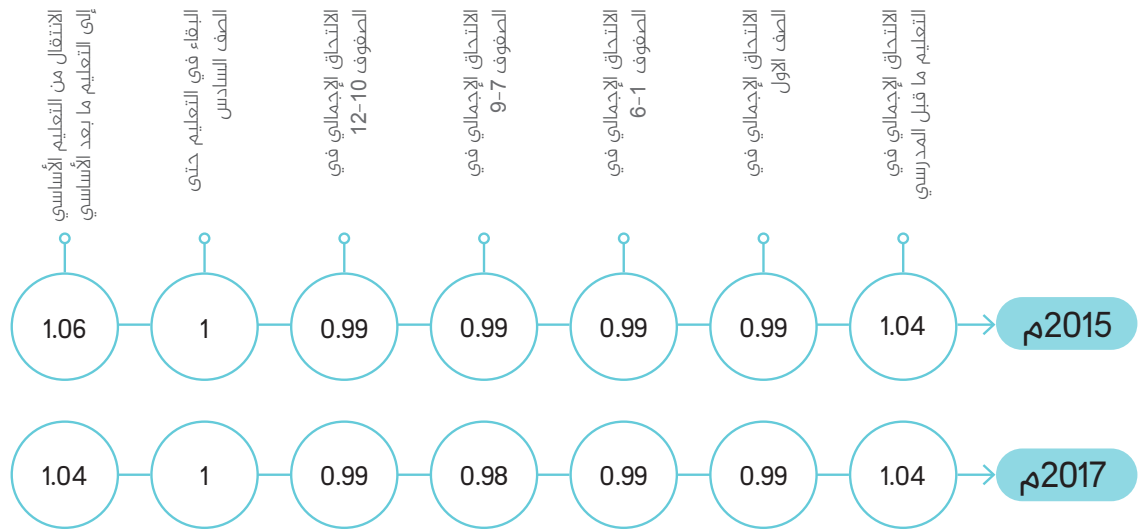 الالتحاق الإجمالي في
التعليم ما قبل المدرسي
الالتحاق الإجمالي في
الصف الاول
الالتحاق الإجمالي في
الصفوف 1-6
الالتحاق الإجمالي في
الصفوف 7-9
الالتحاق الإجمالي في
الصفوف 10-12
البقاء في التعليم حتى
الصف السادس
الانتقال من التعليم الأساسي
إلى التعليم ما بعد الأساسي
2015م
1.04
0.99
0.99
0.99
0.99
1
1.06
2017م
1.04
0.99
0.99
0.98
0.99
1
1.04